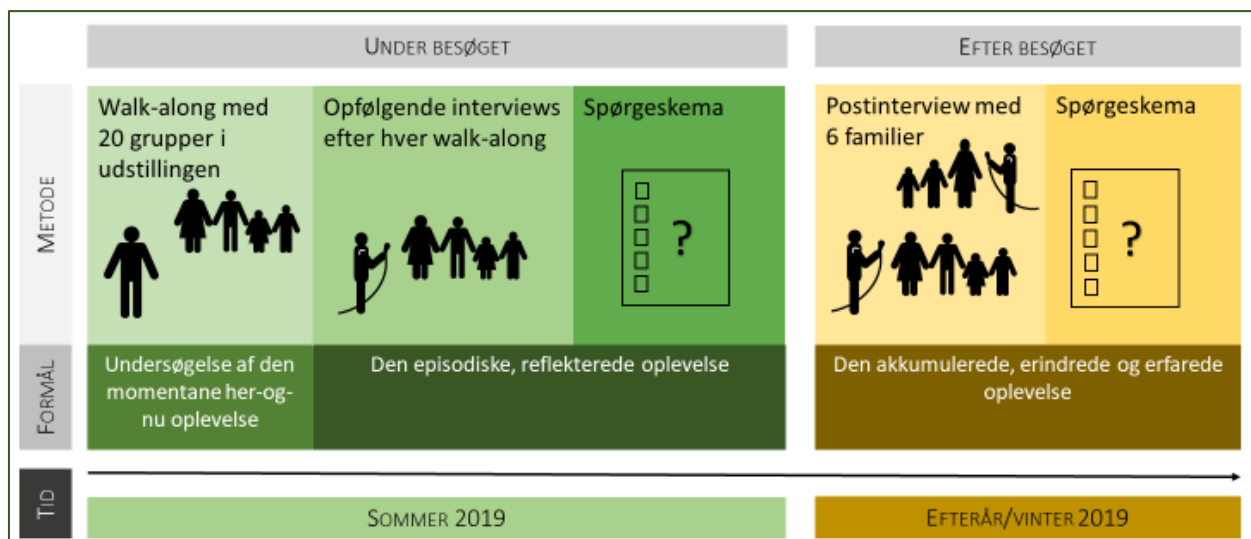 UNDER BESØGET
EFTER BESØGET
METODE
Walk-along med
20 grupper i
udstillingen
Opfølgende interviews
efter hver walk-along
Spørgeskema
?
Postinterview med
6 familier
Spørgeskema
?
FORMÅL
Undersøgelse af den
momentane her-og-
nu oplevelse
Den episodiske, reflekterede oplevelse
Den akkumulerede, erindrede og erfarede
oplevelse
TID
SOMMER 2019
EFTERÅR/VINTER 2019